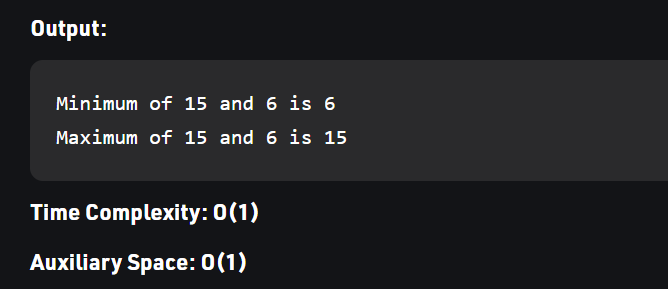 Output:
Minimum of 15 and 6 is 6
Maximum of 15 and 6 is 15
Time Complexity: O(1)
Auxiliary Space: O(1)